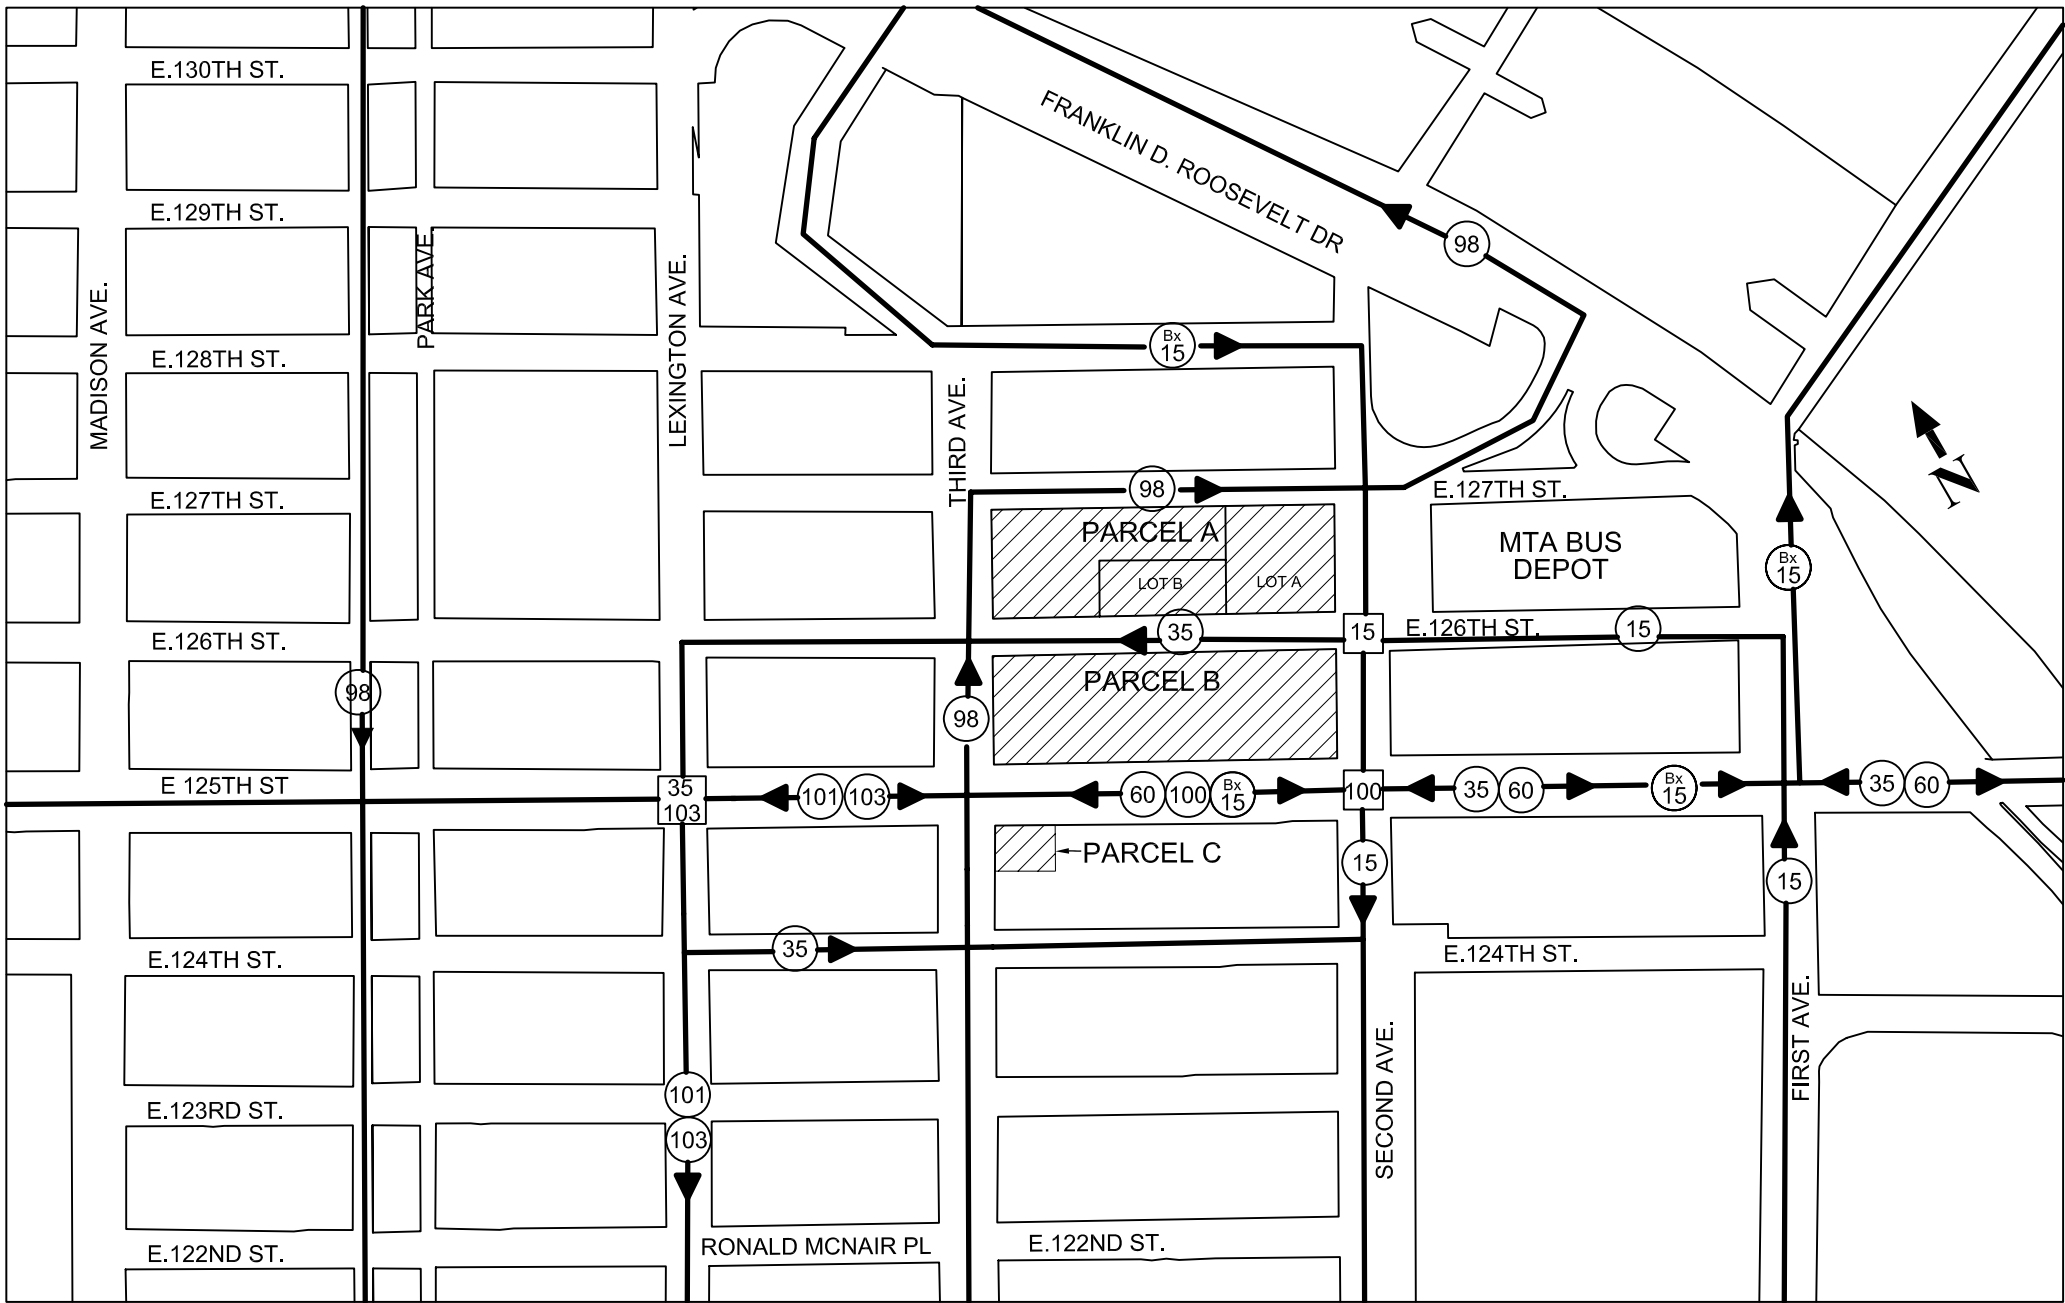 E.130TH ST.
FRANKLIN D. ROOSEVELT DR
E.129TH ST.
98
PARK AVE.
LEXINGTON AVE.
MADISON AVE.
E.128TH ST.
Bx
15
THIRD AVE.
E.127TH ST.
98
E.127TH ST.
N
PARCEL A
LOT B
LOT A
MTA BUS
DEPOT
Bx
15
E.126TH ST.
35
15
E.126TH ST.
15
98
PARCEL B
98
E 125TH ST
35
103
101
103
60
100
Bx
15
100
35
60
Bx
15
35
60
PARCEL C
15
15
E.124TH ST.
35
E.124TH ST.
SECOND AVE.
FIRST AVE.
101
103
E.123RD ST.
E.122ND ST.
RONALD MCNAIR PL
E.122ND ST.